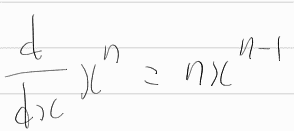 d/dx x^n = nx^{n-1}